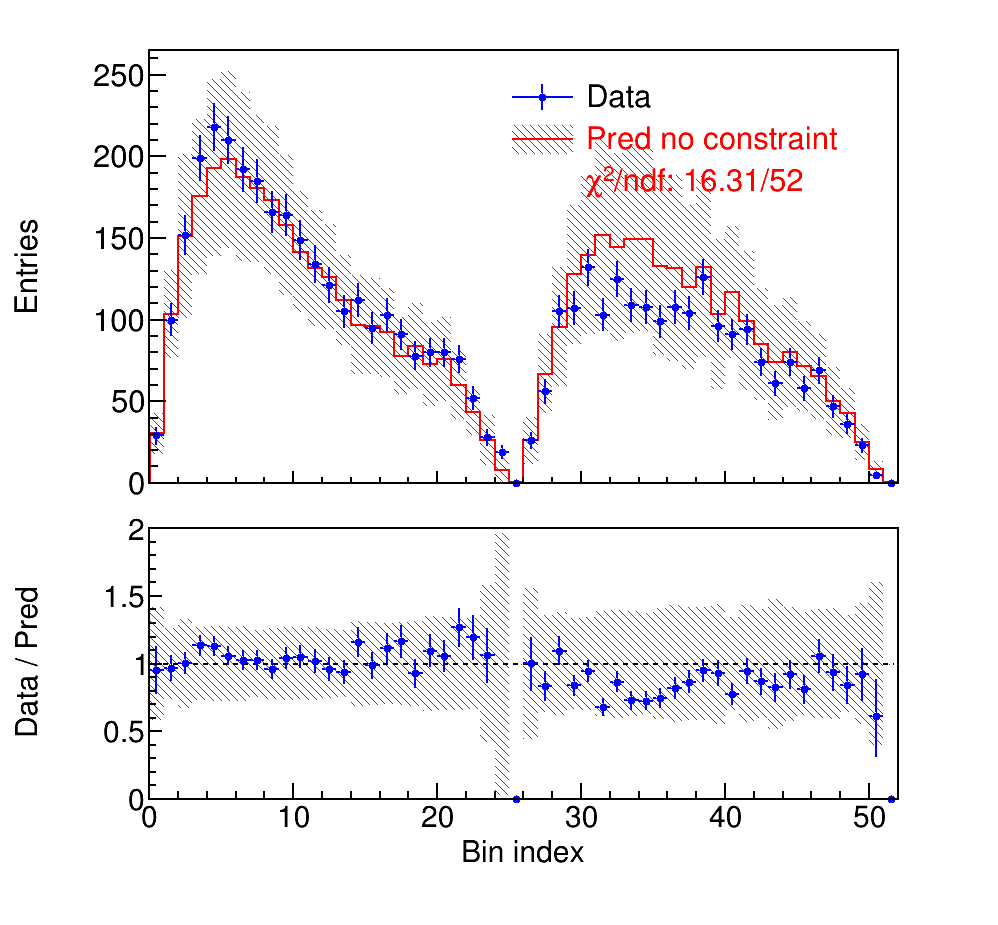 Entries
250
200
150
100
50
0
Data
Pred no constraint
χ²/ndf: 16.31/52
Data / Pred
2
1.5
1
0.5
0
0 10 20 30 40 50
Bin index